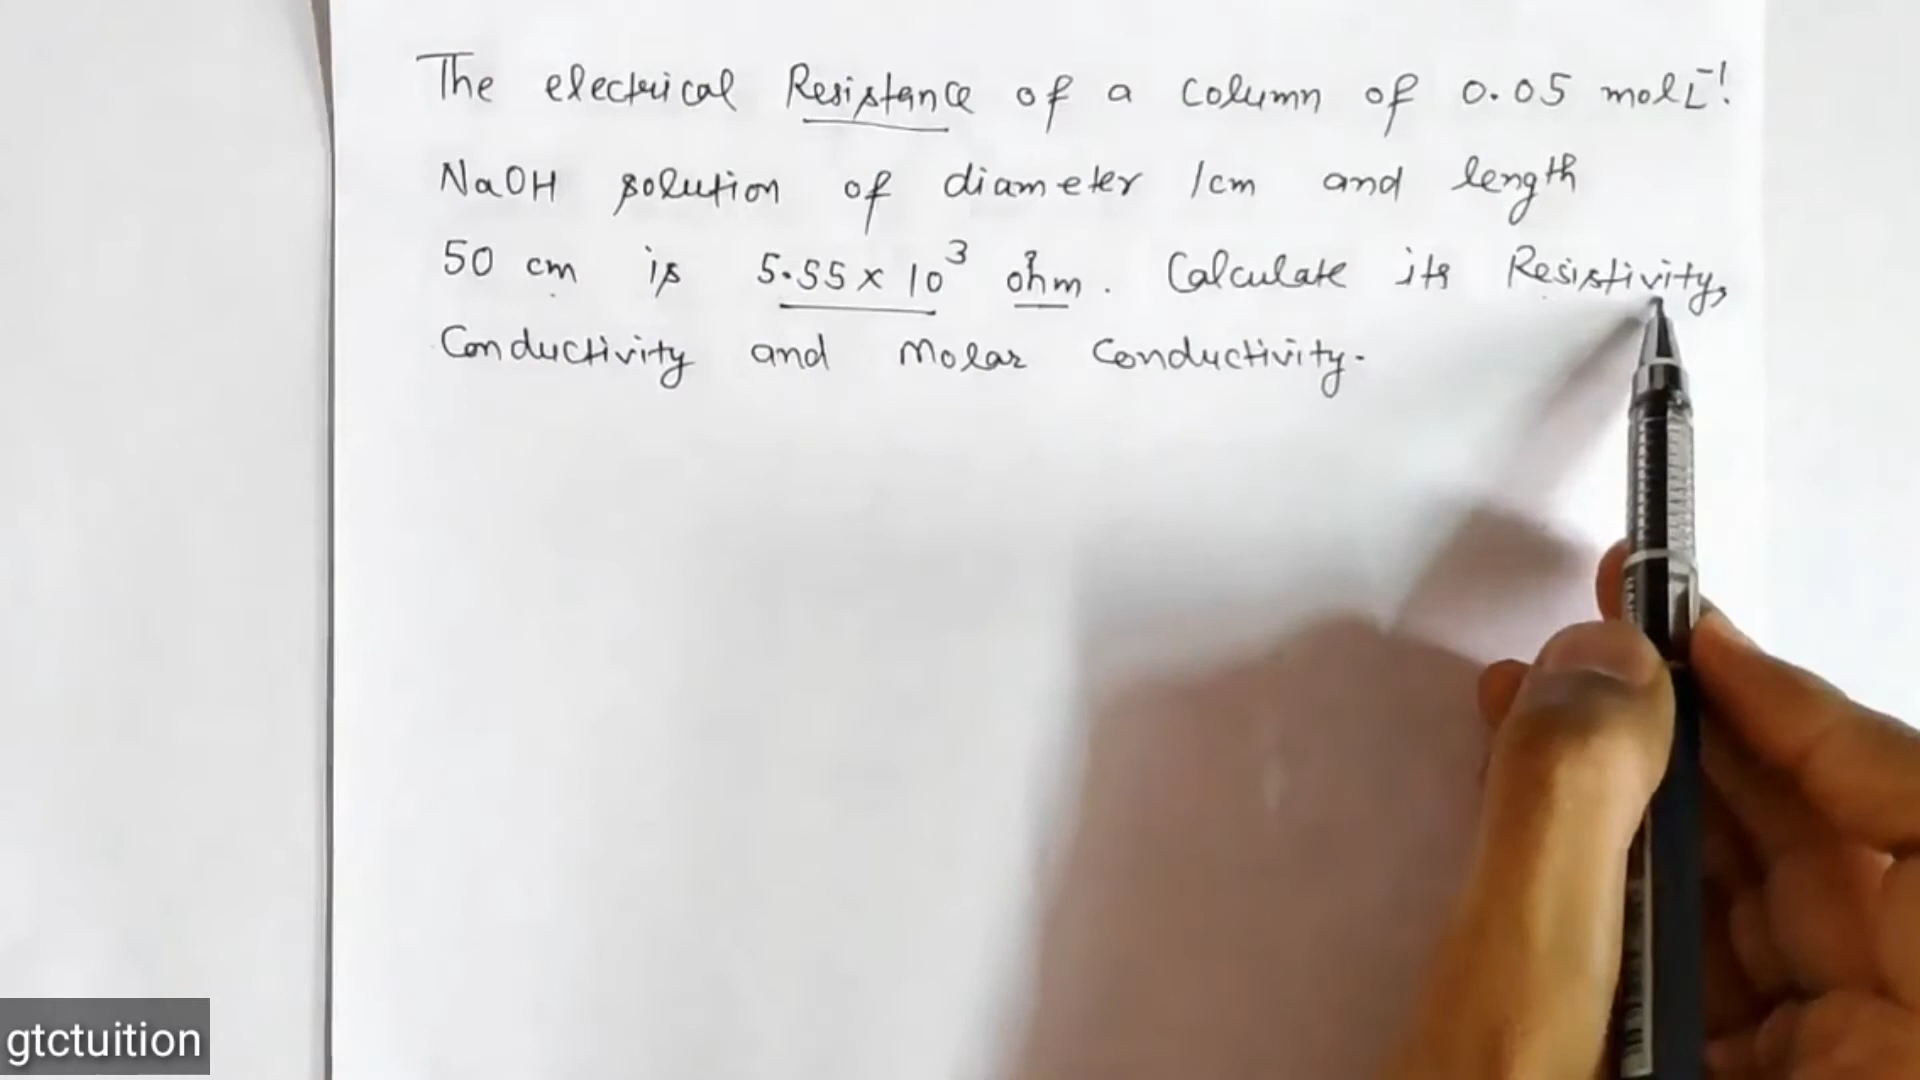 The electrical Resistance of a column of 0.05 mol L⁻¹.
NaOH solution of diameter 1cm and length
50 cm is 5.55 x 10³ ohm. Calculate its Resistivity,
Conductivity and Molar Conductivity.
gtctuition